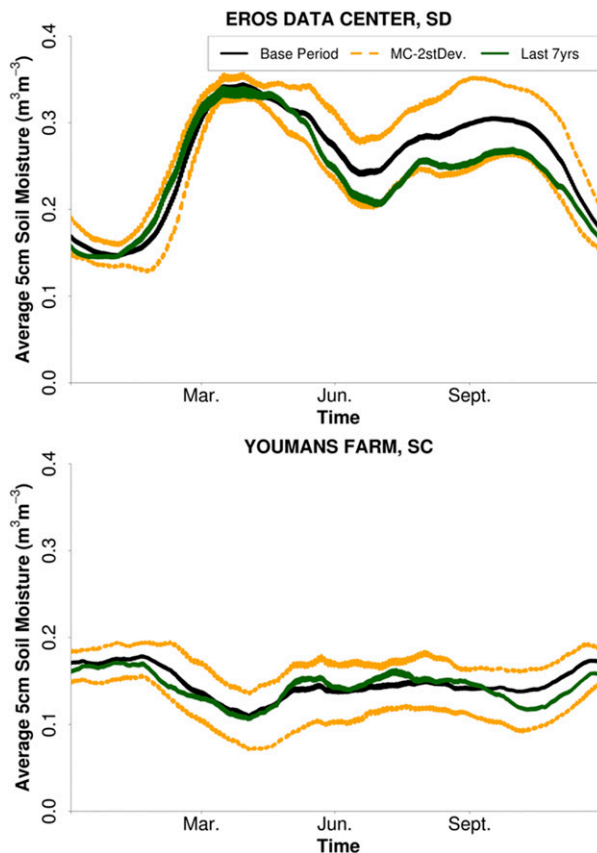 EROS DATA CENTER, SD
Base Period MC-2stDev. Last 7yrs
Average 5cm Soil Moisture (m³m⁻³)
0.4
0.3
0.2
0.1
0.0
Mar. Jun. Sept.
Time
YOUMANS FARM, SC
Average 5cm Soil Moisture (m³m⁻³)
0.4
0.3
0.2
0.1
0.0
Mar. Jun. Sept.
Time